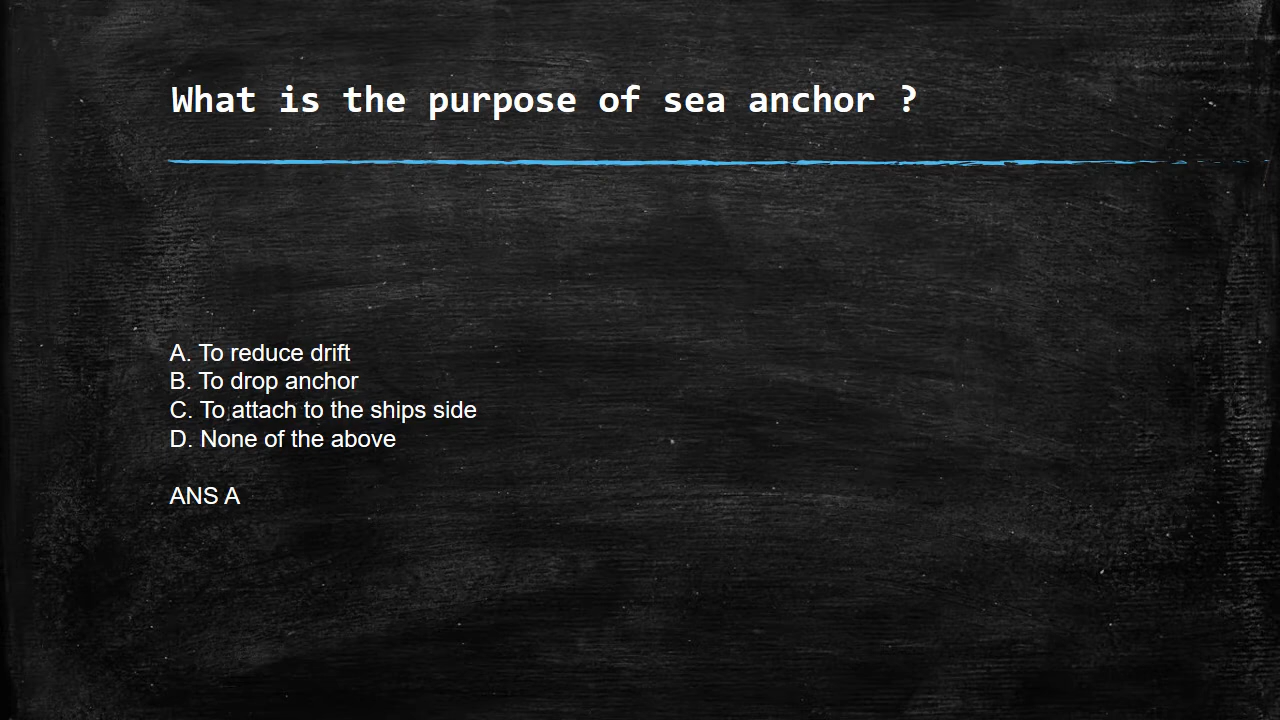 What is the purpose of sea anchor ?
A. To reduce drift
B. To drop anchor
C. To attach to the ships side
D. None of the above
ANS A